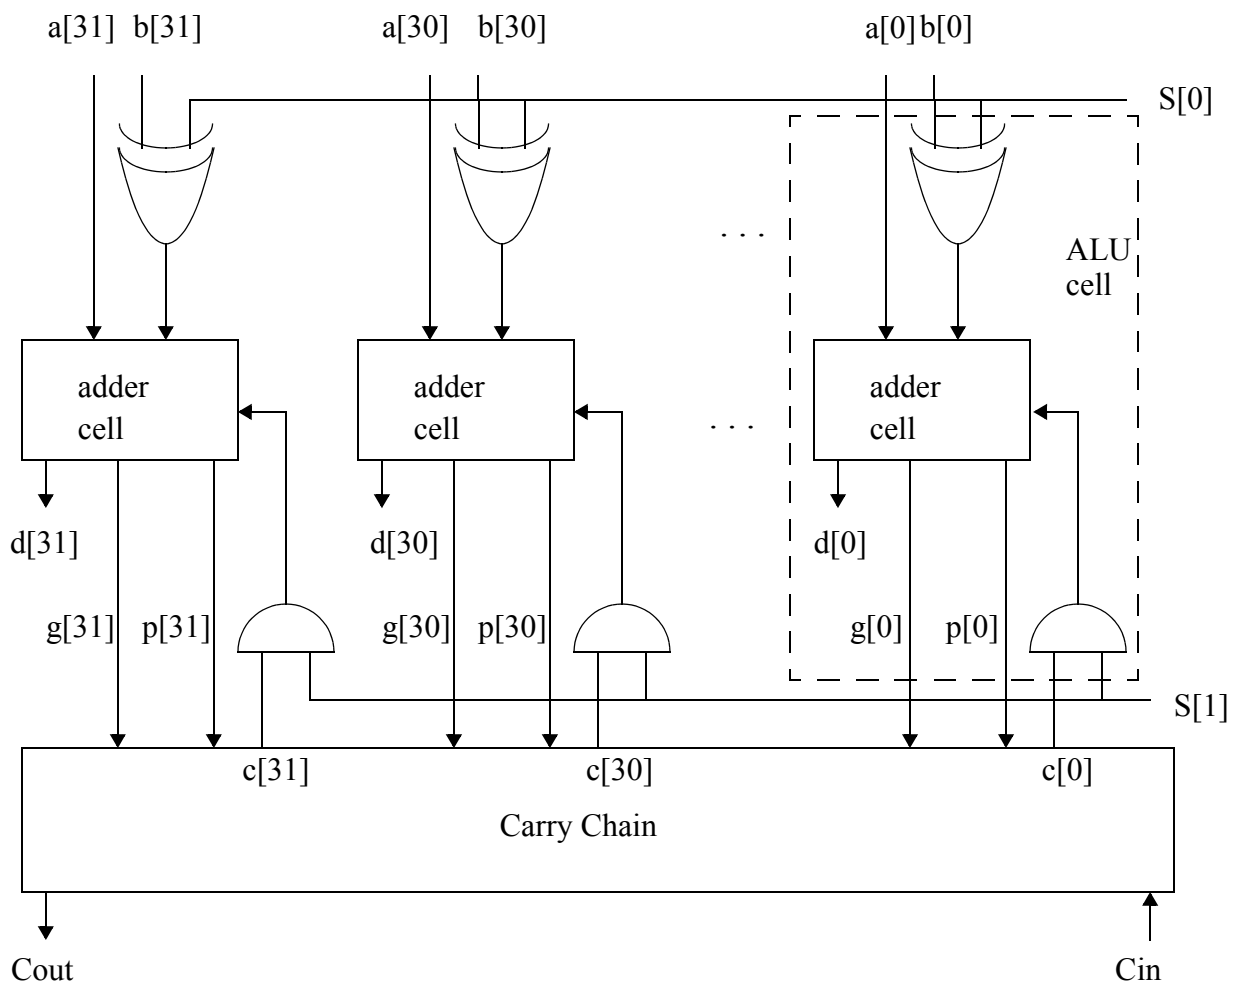 a[31] b[31] a[30] b[30] a[0] b[0]
S[0]
. . .
ALU
cell
adder
cell
adder
cell
. . .
adder
cell
d[31] d[30] d[0]
g[31] p[31] g[30] p[30] g[0] p[0]
S[1]
c[31] c[30] c[0]
Carry Chain
Cout Cin